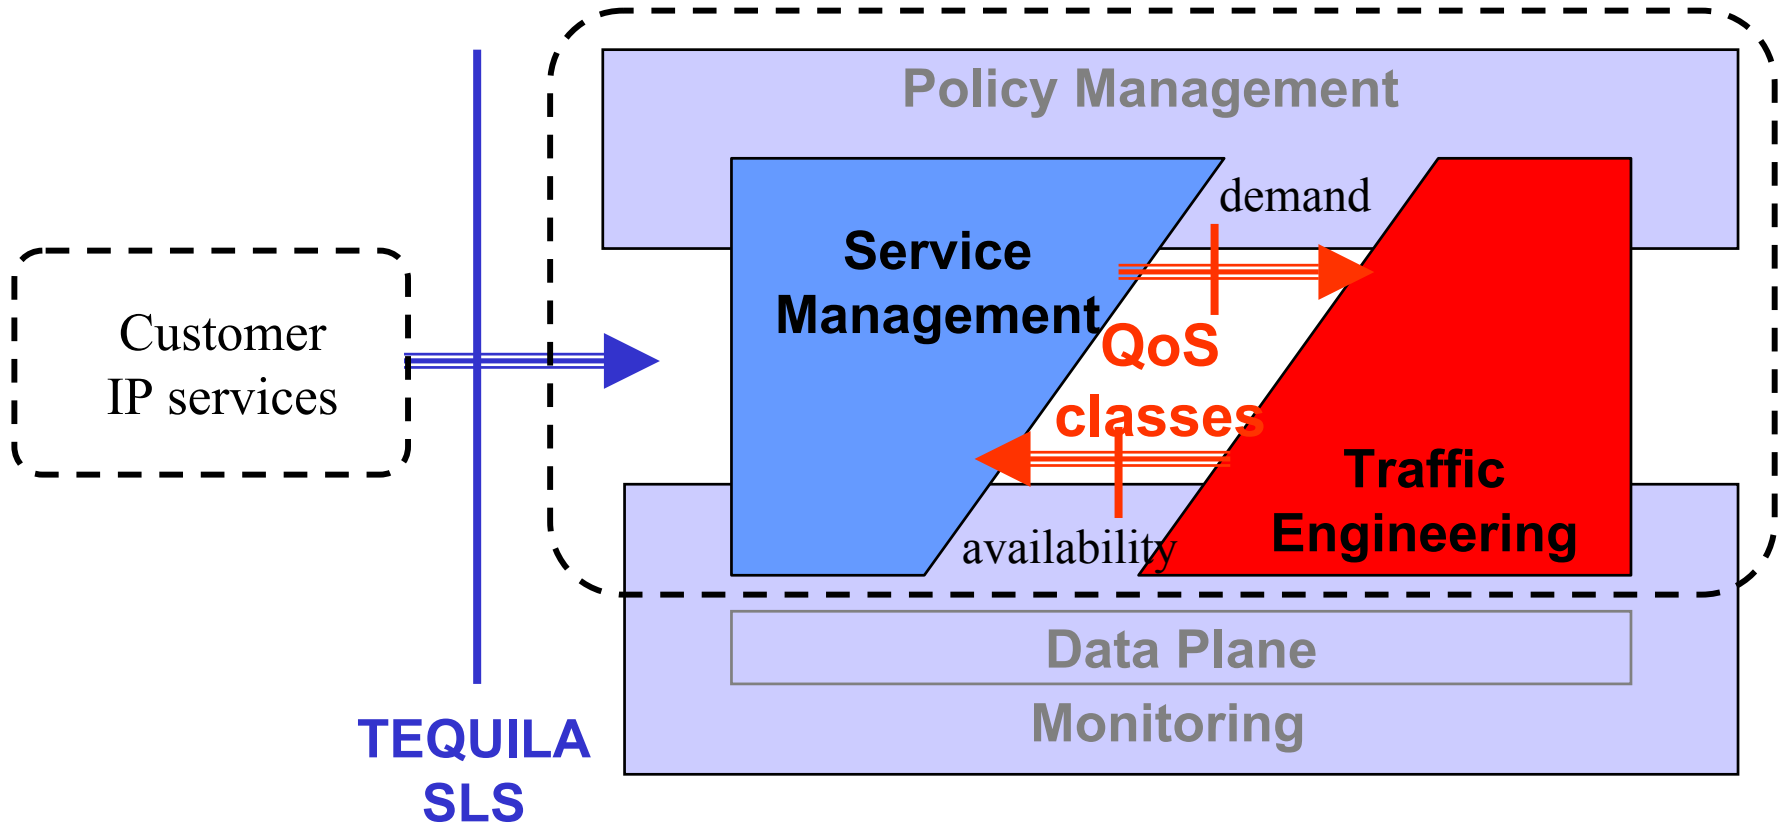 Policy Management
demand
Service
Management
QoS
classes
Customer
IP services
Traffic
Engineering
availability
Data Plane
Monitoring
TEQUILA
SLS